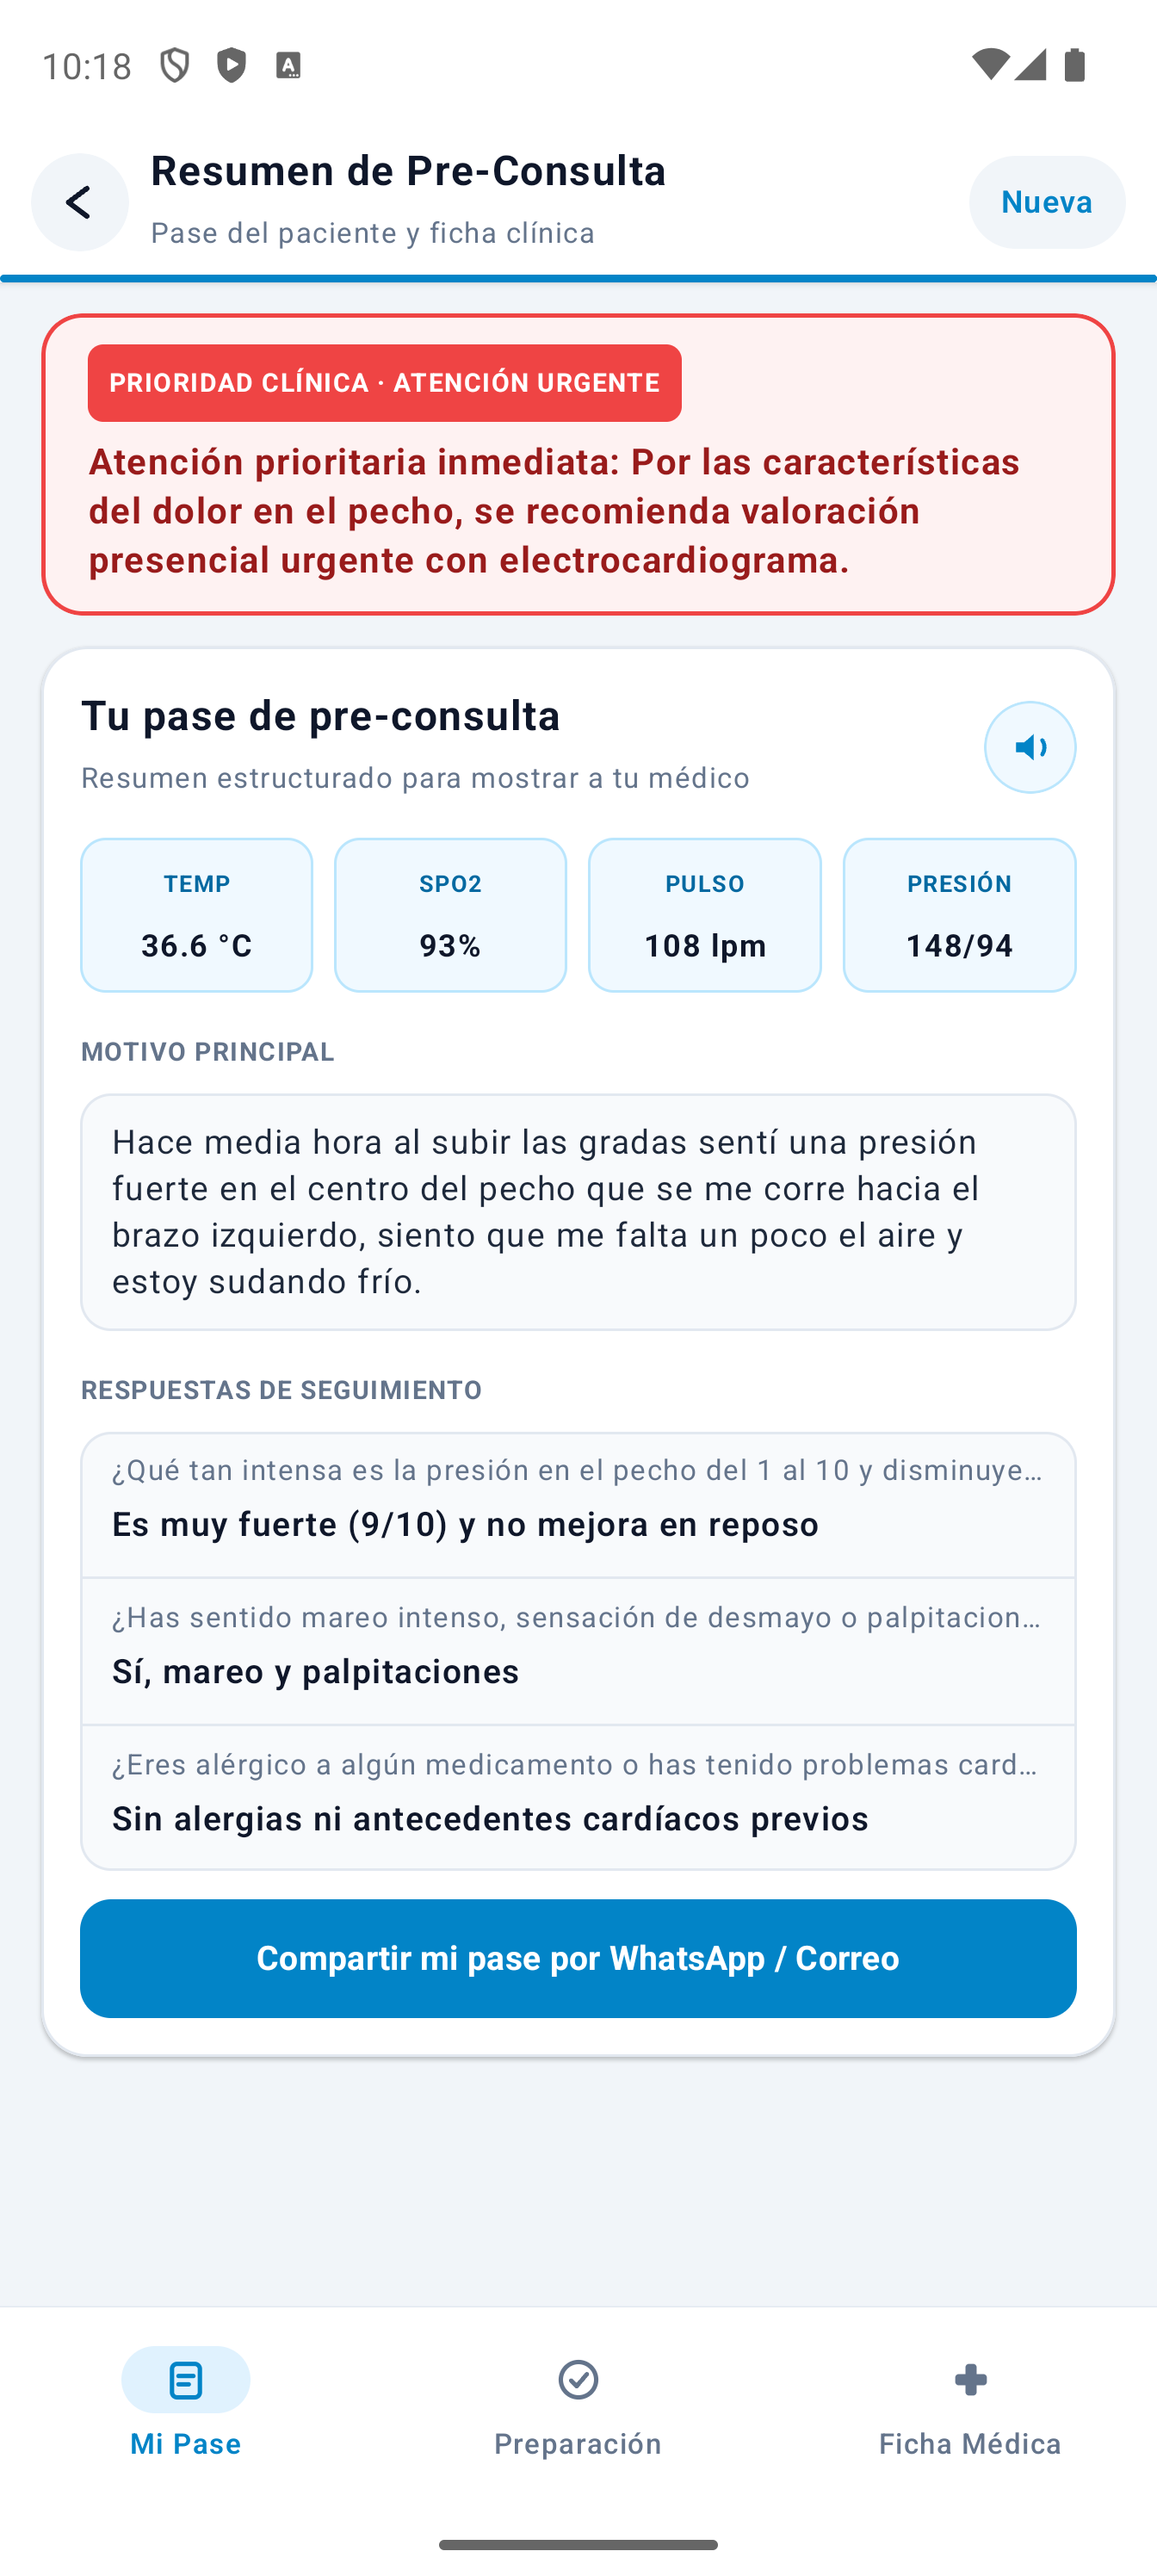 10:18
Resumen de Pre-Consulta
Pase del paciente y ficha clínica
Nueva
PRIORIDAD CLÍNICA · ATENCIÓN URGENTE
Atención prioritaria inmediata: Por las características
del dolor en el pecho, se recomienda valoración
presencial urgente con electrocardiograma.
Tu pase de pre-consulta
Resumen estructurado para mostrar a tu médico
TEMP
36.6 °C
SPO2
93%
PULSO
108 lpm
PRESIÓN
148/94
MOTIVO PRINCIPAL
Hace media hora al subir las gradas sentí una presión
fuerte en el centro del pecho que se me corre hacia el
brazo izquierdo, siento que me falta un poco el aire y
estoy sudando frío.
RESPUESTAS DE SEGUIMIENTO
¿Qué tan intensa es la presión en el pecho del 1 al 10 y disminuye...
Es muy fuerte (9/10) y no mejora en reposo
¿Has sentido mareo intenso, sensación de desmayo o palpitacion...
Sí, mareo y palpitaciones
¿Eres alérgico a algún medicamento o has tenido problemas card...
Sin alergias ni antecedentes cardíacos previos
Compartir mi pase por WhatsApp / Correo
Mi Pase
Preparación
Ficha Médica